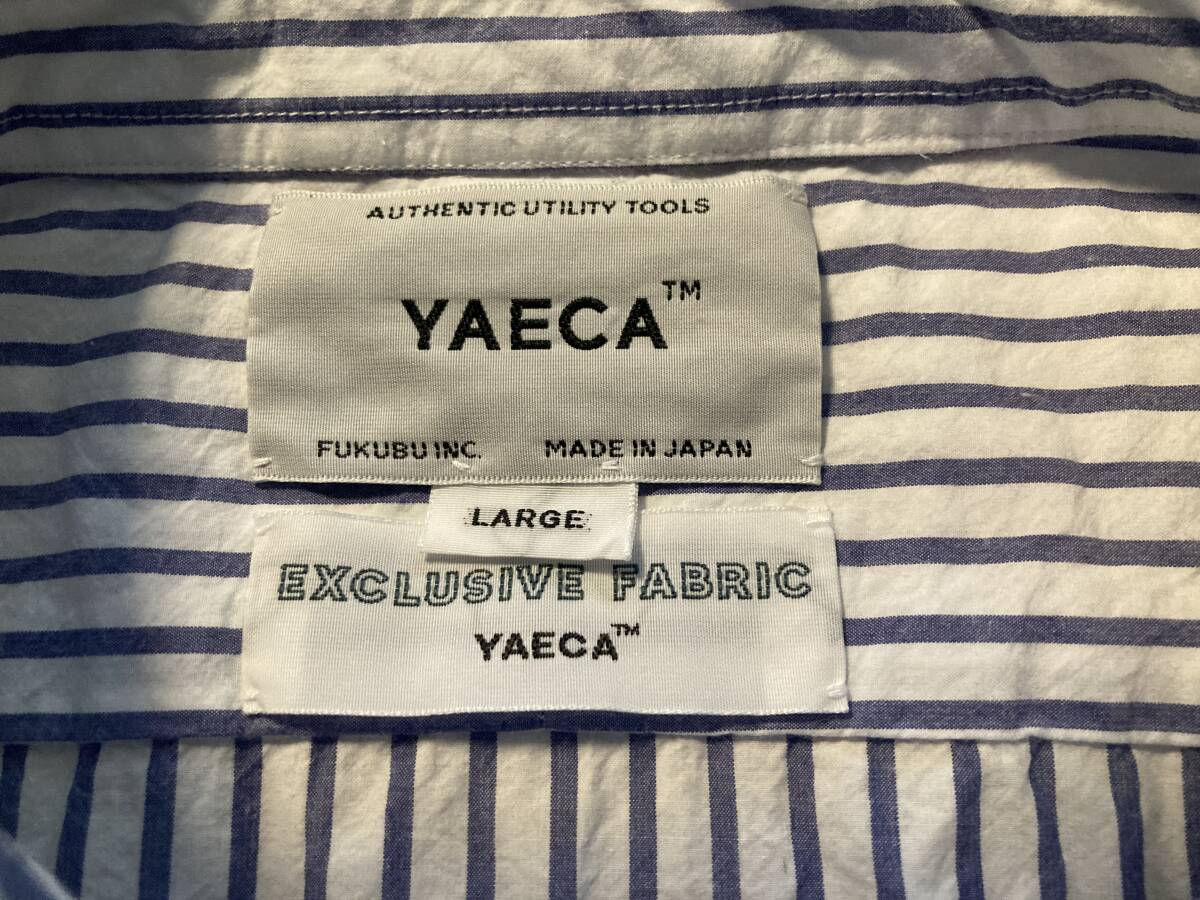 AUTHENTIC UTILITY TOOLS
YAECA™
FUKUBU INC. MADE IN JAPAN
LARGE
EXCLUSIVE FABRIC
YAECA™